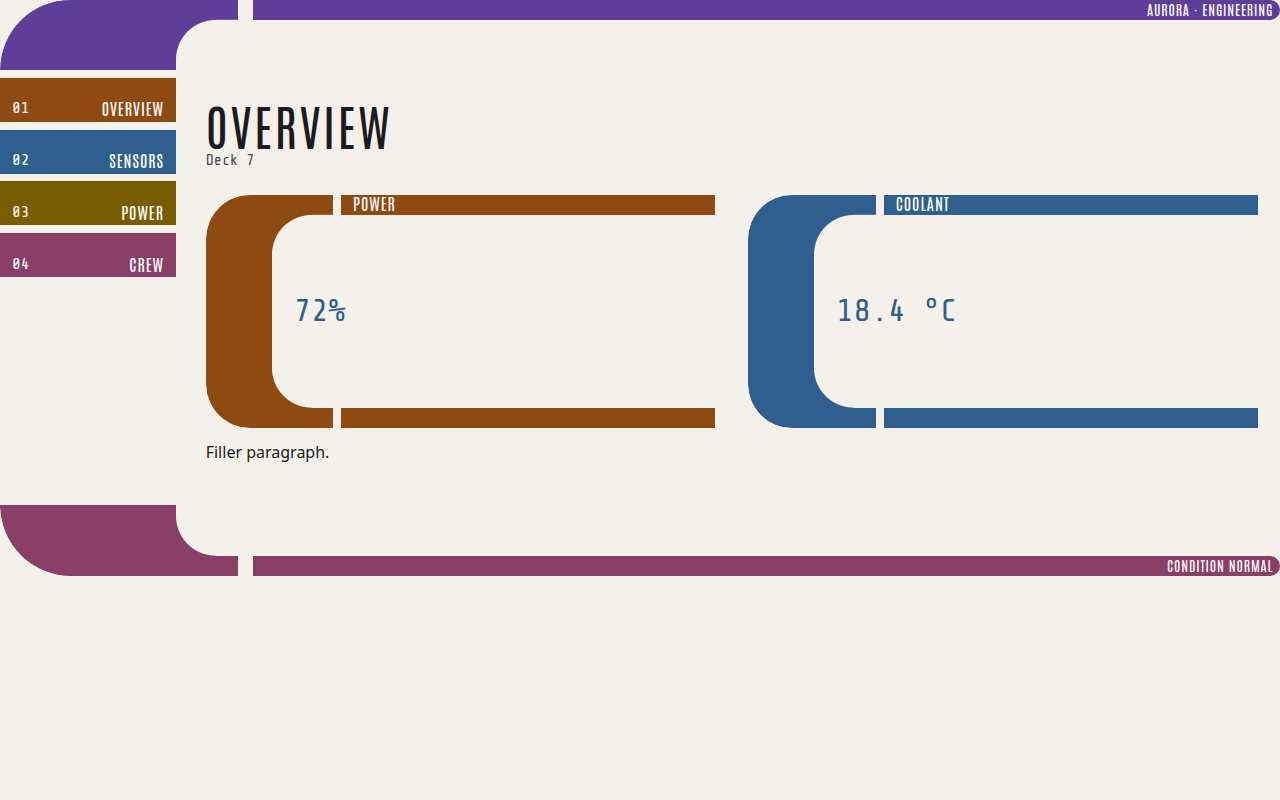 AURORA · ENGINEERING
01 OVERVIEW
02 SENSORS
03 POWER
04 CREW
OVERVIEW
Deck 7
POWER
72%
COOLANT
18.4 °C
Filler paragraph.
CONDITION NORMAL